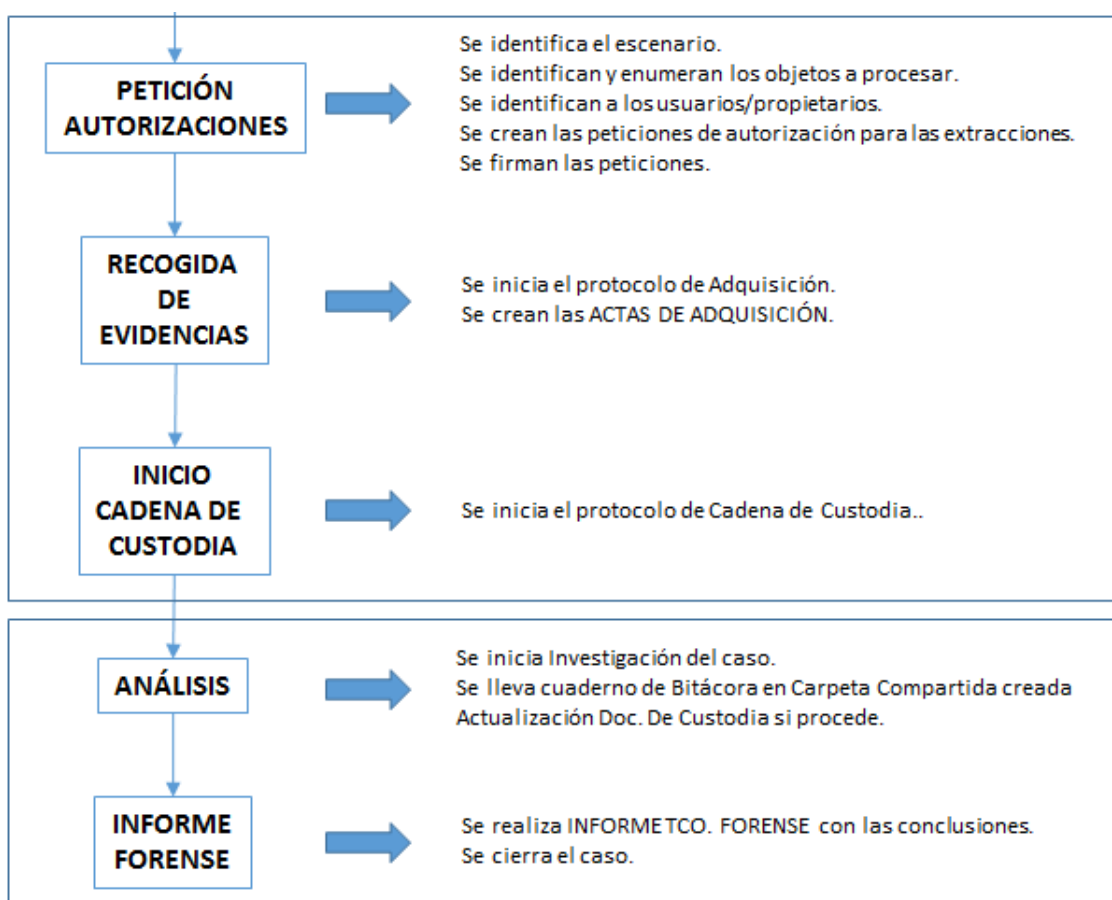 PETICIÓN
AUTORIZACIONES
Se identifica el escenario.
Se identifican y enumeran los objetos a procesar.
Se identifican a los usuarios/propietarios.
Se crean las peticiones de autorización para las extracciones.
Se firman las peticiones.
RECOGIDA
DE
EVIDENCIAS
Se inicia el protocolo de Adquisición.
Se crean las ACTAS DE ADQUISICIÓN.
INICIO
CADENA DE
CUSTODIA
Se inicia el protocolo de Cadena de Custodia..
ANÁLISIS
Se inicia Investigación del caso.
Se lleva cuaderno de Bitácora en Carpeta Compartida creada
Actualización Doc. De Custodia si procede.
INFORME
FORENSE
Se realiza INFORME TCO. FORENSE con las conclusiones.
Se cierra el caso.